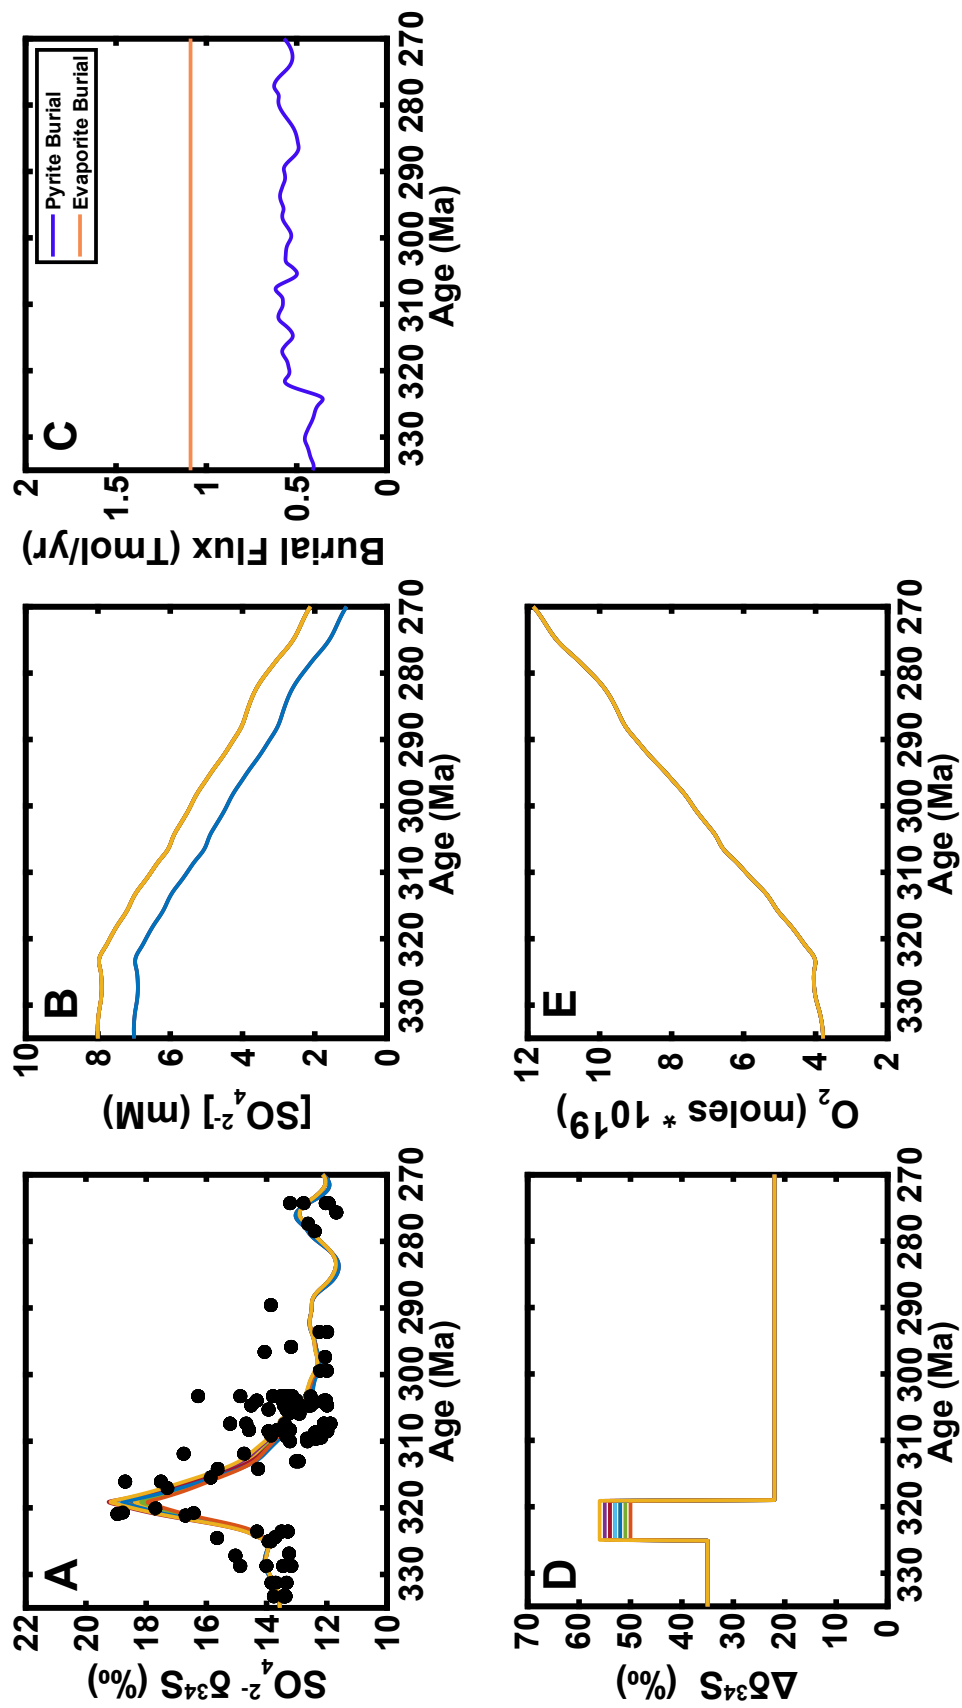 A
SO₄²⁻ δ³⁴S (‰)
22
20
18
16
14
12
10
330 320 310 300 290 280 270
Age (Ma)
B
[SO₄²⁻] (mM)
10
8
6
4
2
0
330 320 310 300 290 280 270
Age (Ma)
C
Pyrite Burial
Evaporite Burial
Burial Flux (Tmol/yr)
2
1.5
1
0.5
0
330 320 310 300 290 280 270
Age (Ma)
D
Δδ³⁴S (‰)
70
60
50
40
30
20
10
0
330 320 310 300 290 280 270
Age (Ma)
E
O₂ (moles * 10¹⁹)
12
10
8
6
4
2
330 320 310 300 290 280 270
Age (Ma)